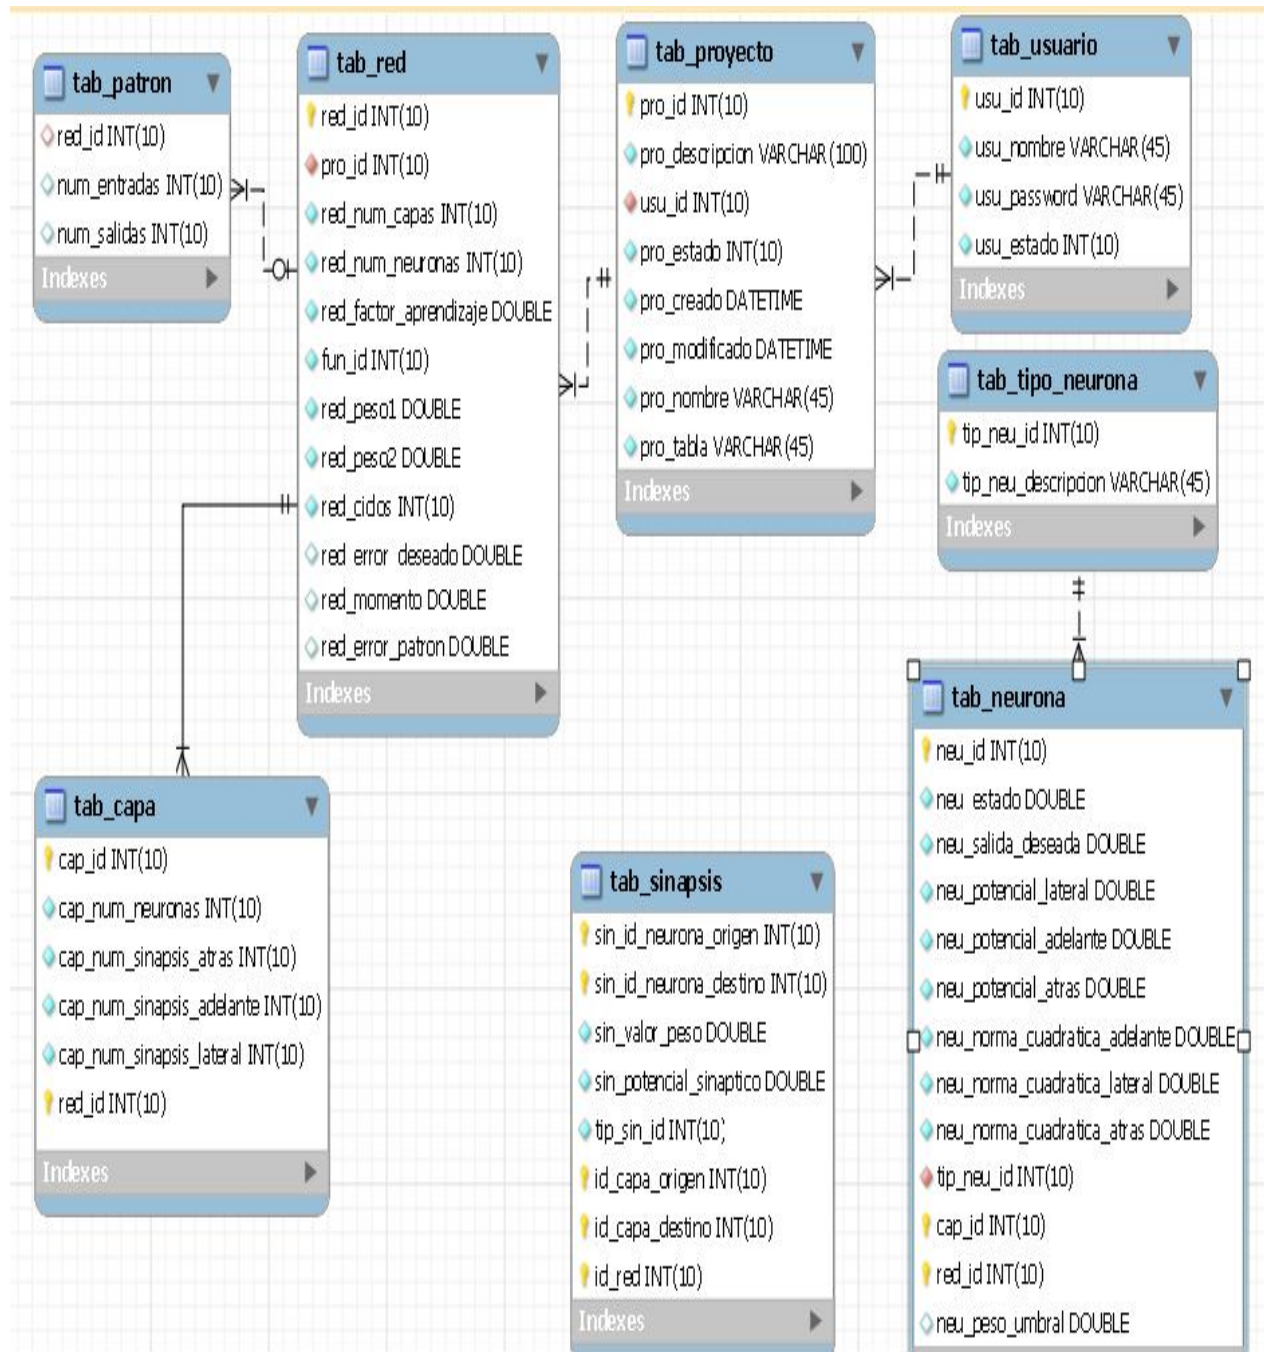 tab_patron
red_id INT(10)
num_entradas INT(10)
num_salidas INT(10)
Indexes
tab_red
red_id INT(10)
pro_id INT(10)
red_num_capas INT(10)
red_num_neuronas INT(10)
red_factor_aprendizaje DOUBLE
fun_id INT(10)
red_peso1 DOUBLE
red_peso2 DOUBLE
red_ciclos INT(10)
red_error_deseado DOUBLE
red_momento DOUBLE
red_error_patron DOUBLE
Indexes
tab_proyecto
pro_id INT(10)
pro_descripcion VARCHAR(100)
usu_id INT(10)
pro_estado INT(10)
pro_creado DATETIME
pro_modificado DATETIME
pro_nombre VARCHAR(45)
pro_tabla VARCHAR(45)
Indexes
tab_usuario
usu_id INT(10)
usu_nombre VARCHAR(45)
usu_password VARCHAR(45)
usu_estado INT(10)
Indexes
tab_tipo_neurona
tip_neu_id INT(10)
tip_neu_descripcion VARCHAR(45)
Indexes
tab_capa
cap_id INT(10)
cap_num_neuronas INT(10)
cap_num_sinapsis_atras INT(10)
cap_num_sinapsis_adelante INT(10)
cap_num_sinapsis_lateral INT(10)
red_id INT(10)
Indexes
tab_sinapsis
sin_id_neurona_origen INT(10)
sin_id_neurona_destino INT(10)
sin_valor_peso DOUBLE
sin_potencial_sinaptico DOUBLE
tip_sin_id INT(10)
id_capa_origen INT(10)
id_capa_destino INT(10)
id_red INT(10)
Indexes
tab_neurona
neu_id INT(10)
neu_estado DOUBLE
neu_salida_deseada DOUBLE
neu_potencial_lateral DOUBLE
neu_potencial_adelante DOUBLE
neu_potencial_atras DOUBLE
neu_norma_cuadratica_adelante DOUBLE
neu_norma_cuadratica_lateral DOUBLE
neu_norma_cuadratica_atras DOUBLE
tip_neu_id INT(10)
cap_id INT(10)
red_id INT(10)
neu_peso_umbral DOUBLE